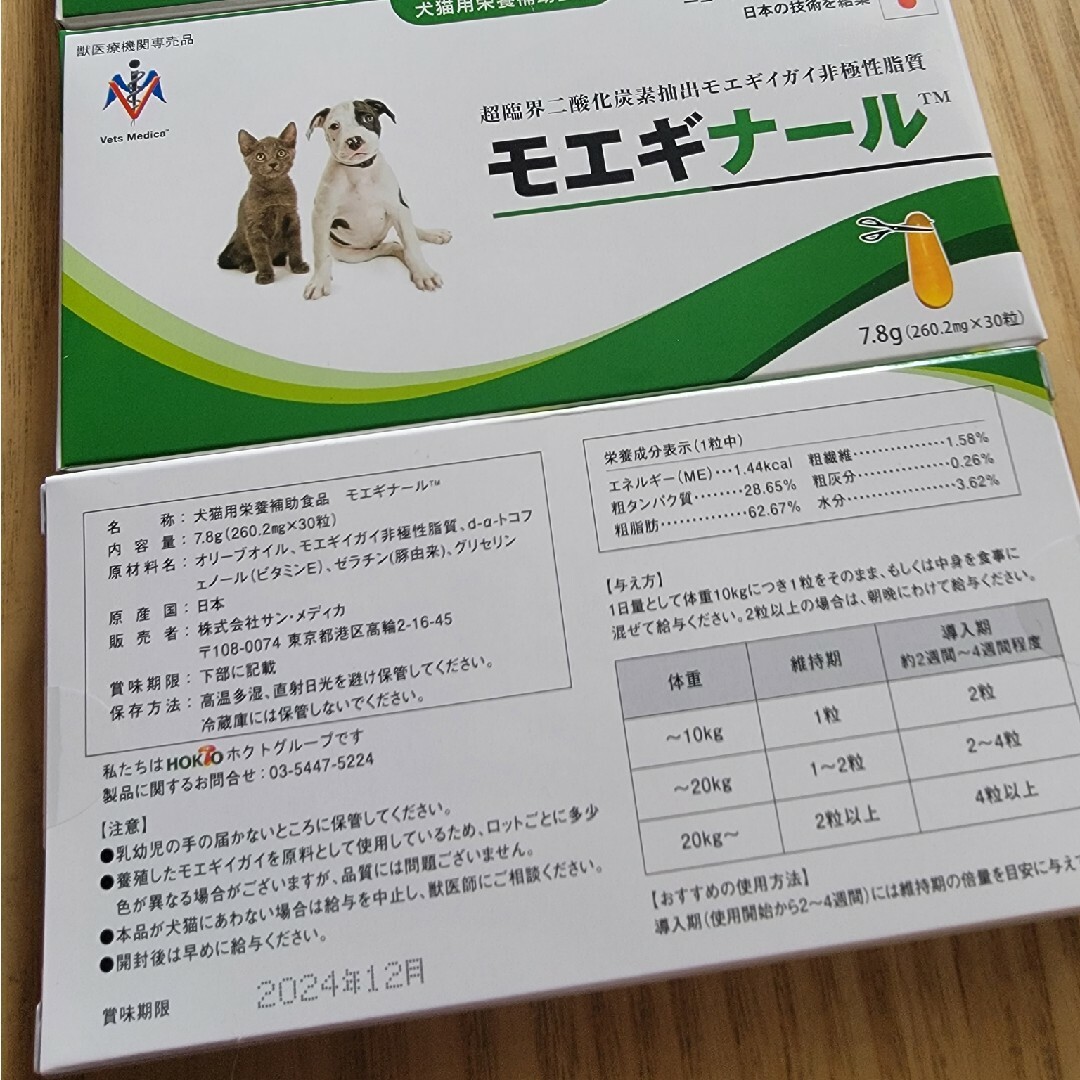 犬猫用栄養補助
日本の技術を結集
獣医療機関専売品
Vets Medica™
超臨界二酸化炭素抽出モエギイガイ非極性脂質
モエギナール™
7.8g(260.2mg×30粒)
名 称:犬猫用栄養補助食品 モエギナール™
内 容 量:7.8g(260.2mg×30粒)
原材料名:オリーブオイル、モエギイガイ非極性脂質、d-α-トコフ
ェノール(ビタミンE)、ゼラチン(豚由来)、グリセリン
原 産 国:日本
販 売 者:株式会社サン・メディカ
〒108-0074 東京都港区高輪2-16-45
賞味期限:下部に記載
保存方法:高温多湿、直射日光を避け保管してください。
冷蔵庫には保管しないでください。
私たちはHOKTOホクトグループです
製品に関するお問合せ:03-5447-5224
【注意】
●乳幼児の手の届かないところに保管してください。
●養殖したモエギイガイを原料として使用しているため、ロットごとに多少
色が異なる場合がございますが、品質には問題ございません。
●本品が犬猫にあわない場合は給与を中止し、獣医師にご相談ください。
●開封後は早めに給与ください。
賞味期限 2024年12月
栄養成分表示(1粒中)
エネルギー(ME)…1.44kcal 粗繊維…………………1.58%
粗タンパク質………28.65% 粗灰分…………………0.26%
粗脂肪………………62.67% 水分……………………3.62%
【与え方】
1日量として体重10kgにつき1粒をそのまま、もしくは中身を食事に
混ぜて給与ください。2粒以上の場合は、朝晩にわけて給与ください。
体重 維持期 導入期
約2週間～4週間程度
～10kg 1粒 2粒
～20kg 1～2粒 2～4粒
20kg～ 2粒以上 4粒以上
【おすすめの使用方法】
導入期(使用開始から2～4週間)には維持期の倍量を目安に与え